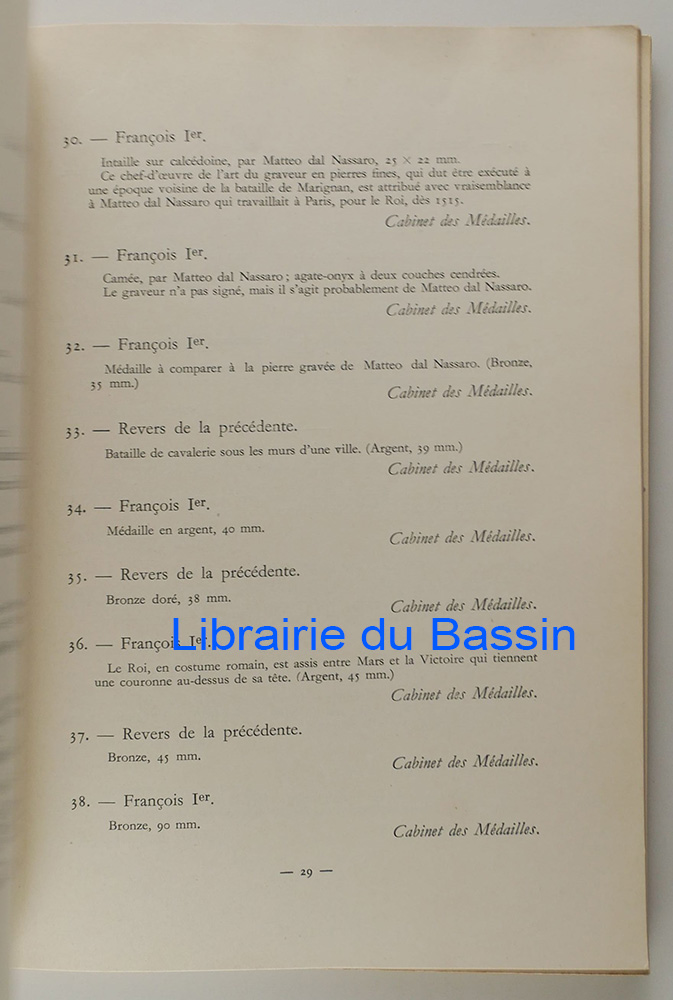 30. — François Ier.
Intaille sur calcédoine, par Matteo dal Nassaro, 25 × 22 mm.
Ce chef-d'œuvre de l'art du graveur en pierres fines, qui dut être exécuté à
une époque voisine de la bataille de Marignan, est attribué avec vraisemblance
à Matteo dal Nassaro qui travaillait à Paris, pour le Roi, dès 1515.
Cabinet des Médailles.
31. — François Ier.
Camée, par Matteo dal Nassaro ; agate-onyx à deux couches cendrées.
Le graveur n'a pas signé, mais il s'agit probablement de Matteo dal Nassaro.
Cabinet des Médailles.
32. — François Ier.
Médaille à comparer à la pierre gravée de Matteo dal Nassaro. (Bronze,
35 mm.)
Cabinet des Médailles.
33. — Revers de la précédente.
Bataille de cavalerie sous les murs d'une ville. (Argent, 39 mm.)
Cabinet des Médailles.
34. — François Ier.
Médaille en argent, 40 mm.
Cabinet des Médailles.
35. — Revers de la précédente.
Bronze doré, 38 mm.
Cabinet des Médailles.
Librairie du Bassin
36. — François Ier.
Le Roi, en costume romain, est assis entre Mars et la Victoire qui tiennent
une couronne au-dessus de sa tête. (Argent, 45 mm.)
Cabinet des Médailles.
37. — Revers de la précédente.
Bronze, 45 mm.
Cabinet des Médailles.
38. — François Ier.
Bronze, 90 mm.
Cabinet des Médailles.
— 29 —